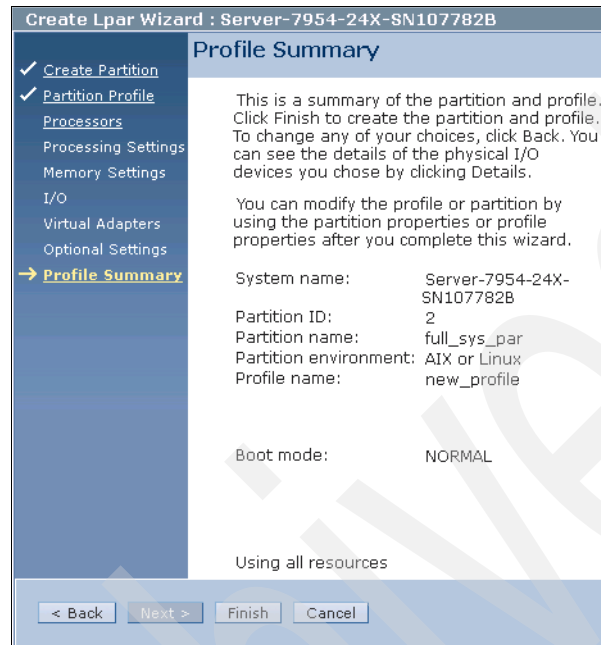 Create Lpar Wizard : Server-7954-24X-SN107782B
Create Partition
Partition Profile
Processors
Processing Settings
Memory Settings
I/O
Virtual Adapters
Optional Settings
Profile Summary
Profile Summary
This is a summary of the partition and profile.
Click Finish to create the partition and profile.
To change any of your choices, click Back. You
can see the details of the physical I/O
devices you chose by clicking Details.
You can modify the profile or partition by
using the partition properties or profile
properties after you complete this wizard.
System name: Server-7954-24X-
SN107782B
Partition ID: 2
Partition name: full_sys_par
Partition environment: AIX or Linux
Profile name: new_profile
Boot mode: NORMAL
Using all resources
< Back Next > Finish Cancel